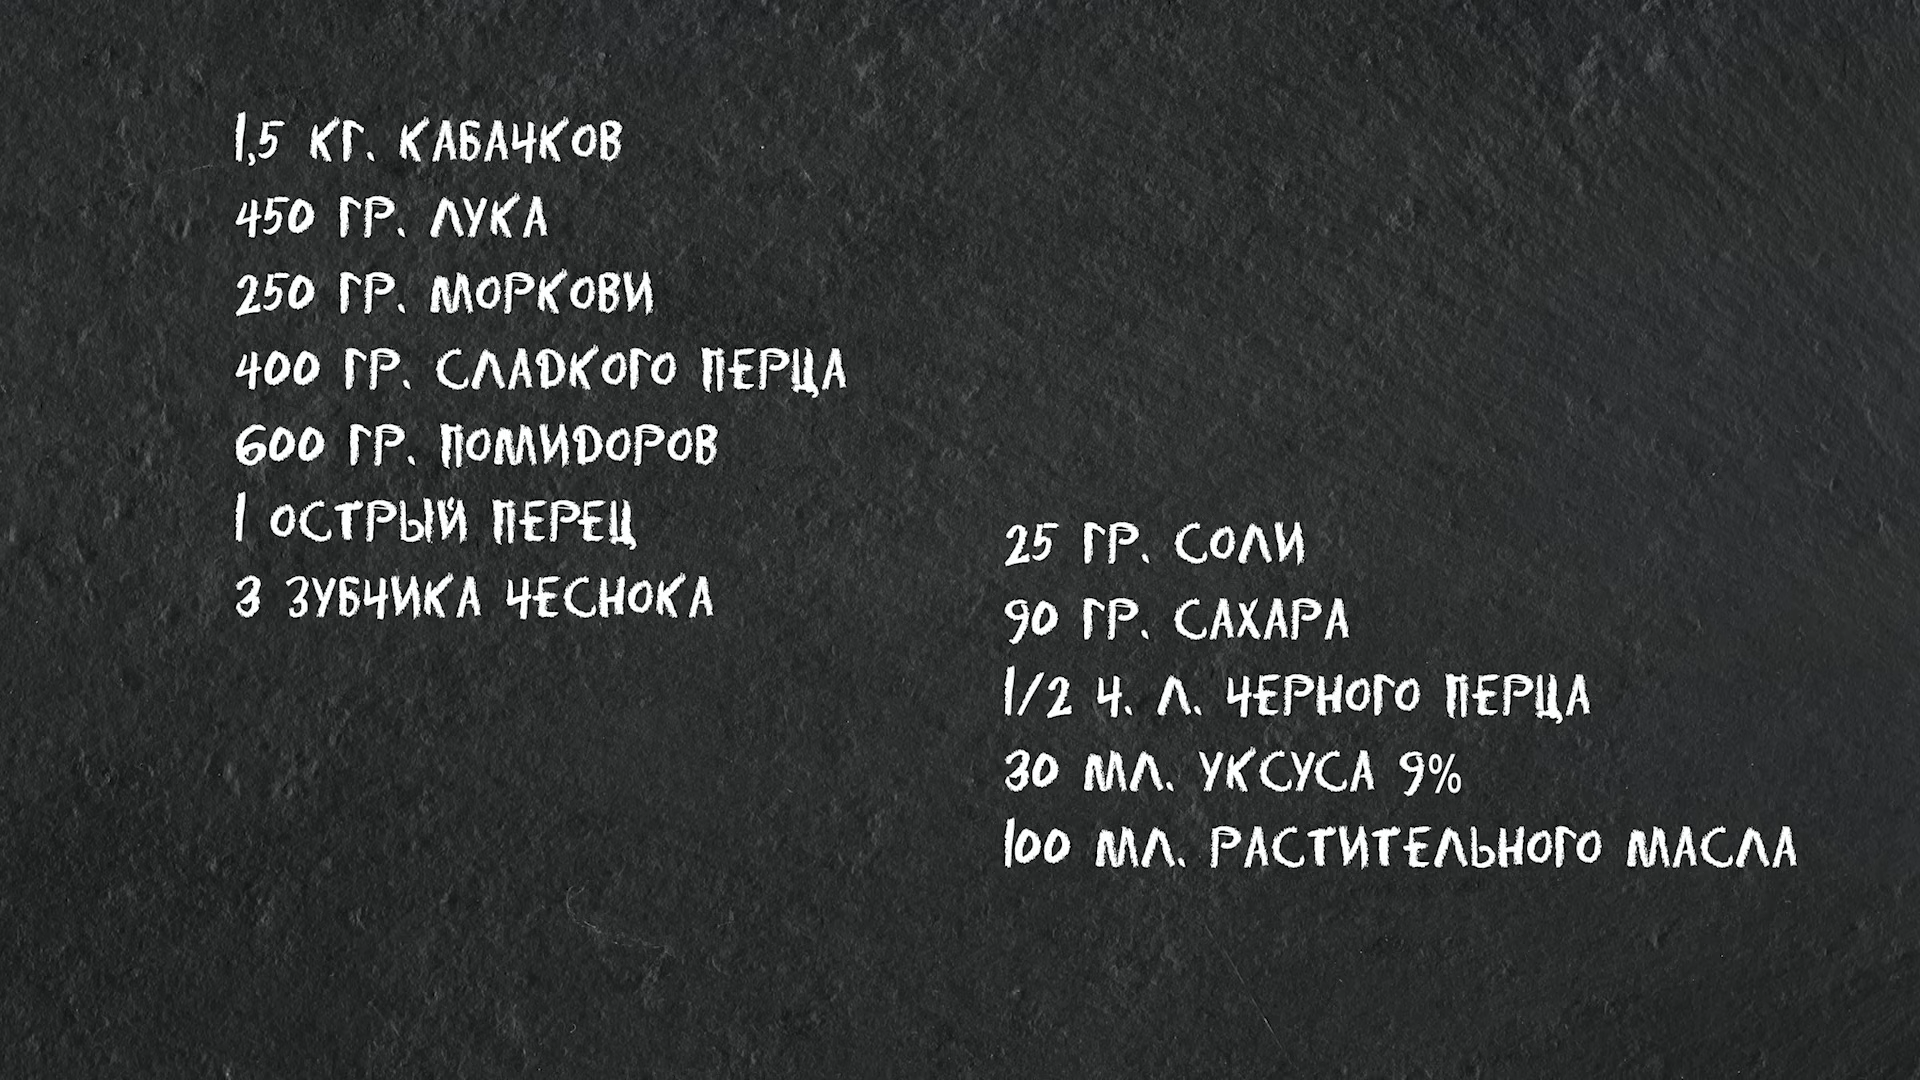 1,5 КГ. КАБАЧКОВ
450 ГР. ЛУКА
250 ГР. МОРКОВИ
400 ГР. СЛАДКОГО ПЕРЦА
600 ГР. ПОМИДОРОВ
1 ОСТРЫЙ ПЕРЕЦ
3 ЗУБЧИКА ЧЕСНОКА
25 ГР. СОЛИ
90 ГР. САХАРА
1/2 Ч. Л. ЧЕРНОГО ПЕРЦА
30 МЛ. УКСУСА 9%
100 МЛ. РАСТИТЕЛЬНОГО МАСЛА